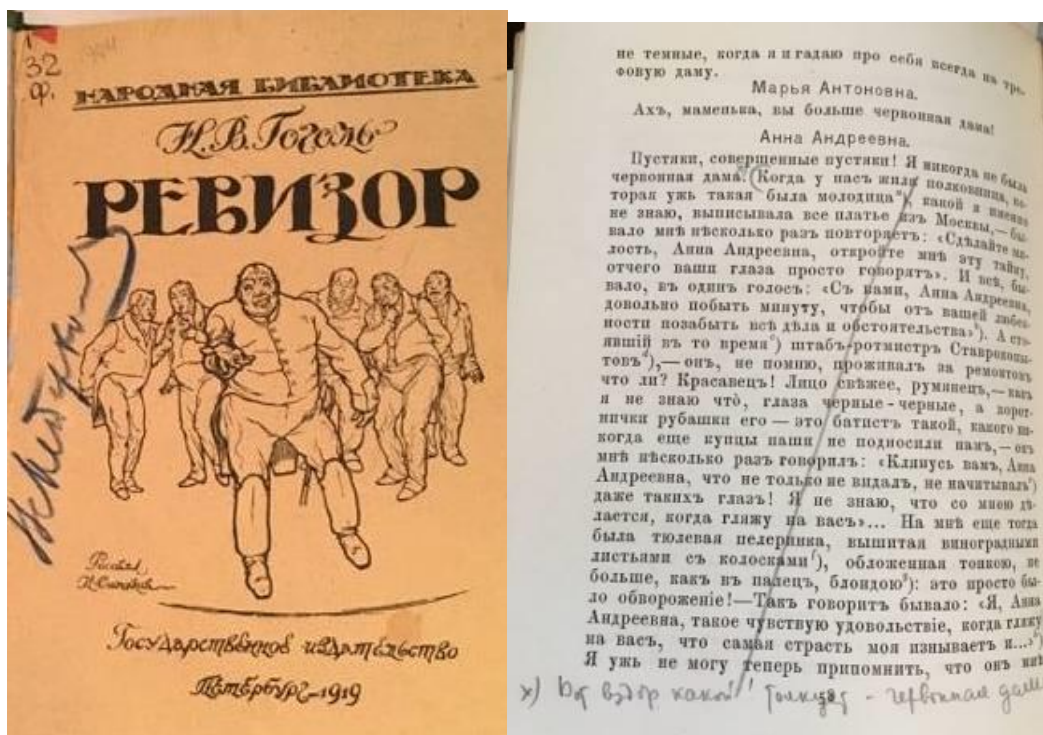 32
ф.
НАРОДНАЯ БИБЛИОТЕКА
Н.В.Гоголь
РЕВИЗОР
Государственное издательство
Петербург–1919
не темные, когда я и гадаю про себя всегда на тре-
фовую даму.
Марья Антоновна.
Ахъ, маменька, вы больше червонная дама!
Анна Андреевна.
Пустяки, совершенные пустяки! Я никогда не была
червонная дама. (Когда у насъ жила полковница, ко-
торая ужъ такая была молодица, какой я именно
не знаю, выписывала все платье изъ Москвы,— бы-
вало мнѣ нѣсколько разъ повторяетъ: «Сдѣлайте ми-
лость, Анна Андреевна, откройте мнѣ эту тайну,
отчего ваши глаза просто говорятъ». И всѣ, бы-
вало, въ одинъ голосъ: «Съ вами, Анна Андреевна,
довольно побыть минуту, чтобы отъ вашей любез-
ности позабыть всѣ дѣла и обстоятельства»). А сто-
явшій въ то время) штабъ-ротмистръ Ставрокопы-
товъ),— онъ, не помню, проживалъ за ремонтомъ
что ли? Красавецъ! Лицо свѣжее, румянецъ,— какъ
я не знаю что̀, глаза черные-черные, а ворот-
нички рубашки его — это батистъ такой, какого ни-
когда еще купцы наши не подносили намъ,— онъ
мнѣ нѣсколько разъ говорилъ: «Клянусь вамъ, Анна
Андреевна, что не только не видалъ, не начитывалъ)
даже такихъ глазъ! Я не знаю, что со мною дѣ-
лается, когда гляжу на васъ»... На мнѣ еще тогда
была тюлевая пелеринка, вышитая виноградными
листьями съ колосками), обложенная тонкою, не
больше, какъ въ палецъ, блондою): это просто бы-
ло обвороженіе!—Такъ говоритъ бывало: «Я, Анна
Андреевна, такое чувствую удовольствіе, когда гляжу
на васъ, что самая страсть моя изнываетъ и...»)
Я ужъ не могу теперь припомнить, что онъ мнѣ
х) Вот вздор какой! – червонная дама